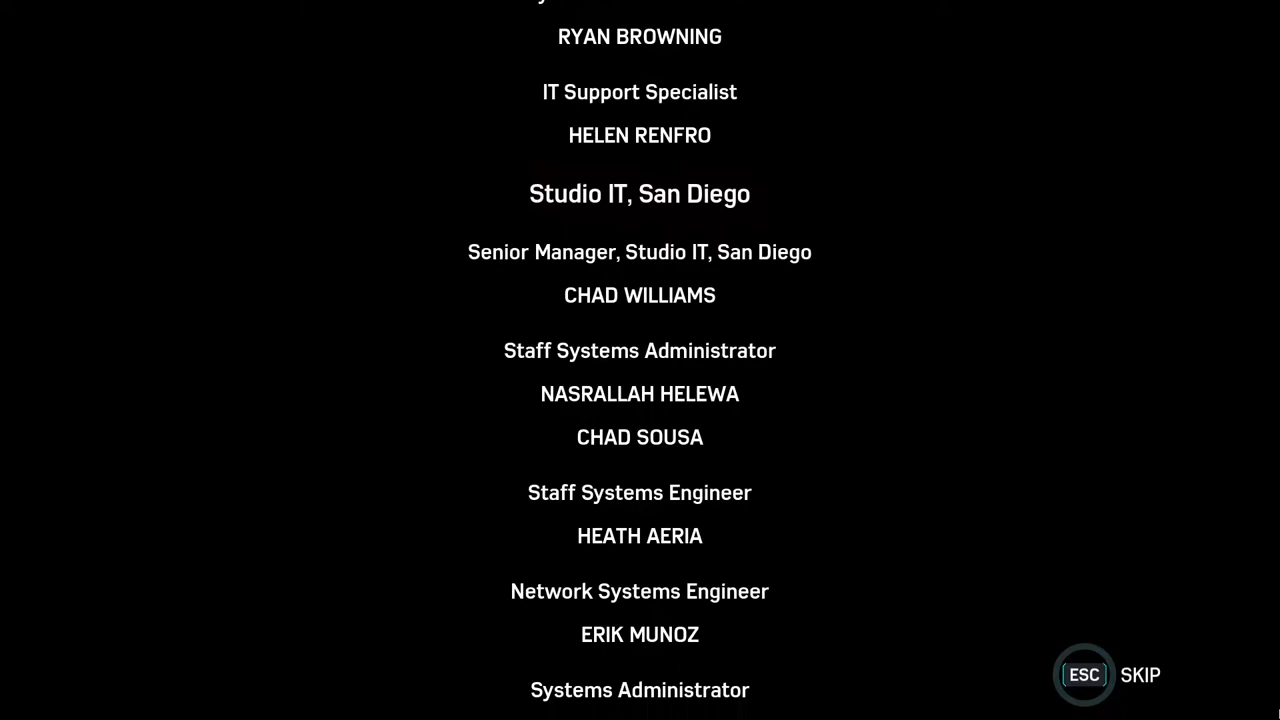 RYAN BROWNING
IT Support Specialist
HELEN RENFRO
Studio IT, San Diego
Senior Manager, Studio IT, San Diego
CHAD WILLIAMS
Staff Systems Administrator
NASRALLAH HELEWA
CHAD SOUSA
Staff Systems Engineer
HEATH AERIA
Network Systems Engineer
ERIK MUNOZ
ESC SKIP
Systems Administrator